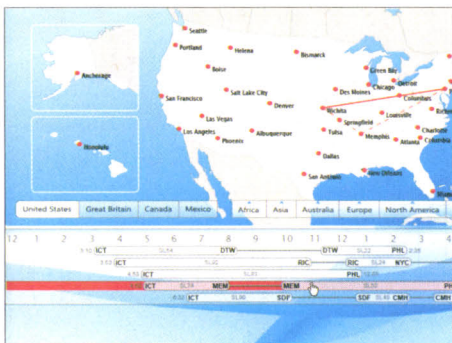 Seattle
Portland
Helena
Bismarck
Boise
Green Bay
Anchorage
Detroit
Chicago
Des Moines
Columbus
Salt Lake City
San Francisco
Denver
Wichita
Springfield
Louisville
Las Vegas
Los Angeles
Albuquerque
Tulsa
Memphis
Charlotte
Phoenix
Atlanta
Columbia
Dallas
Honolulu
San Antonio
New Orleans
United States Great Britain Canada Mexico Africa Asia Australia Europe North America
12 1 2 3 4 5 6 7 8 9 10 11 12 1 2 3
ICT DTW DTW PHL
ICT RIC RIC NYC
ICT PHL
ICT MEM MEM
ICT SDF SDF CMH CMH